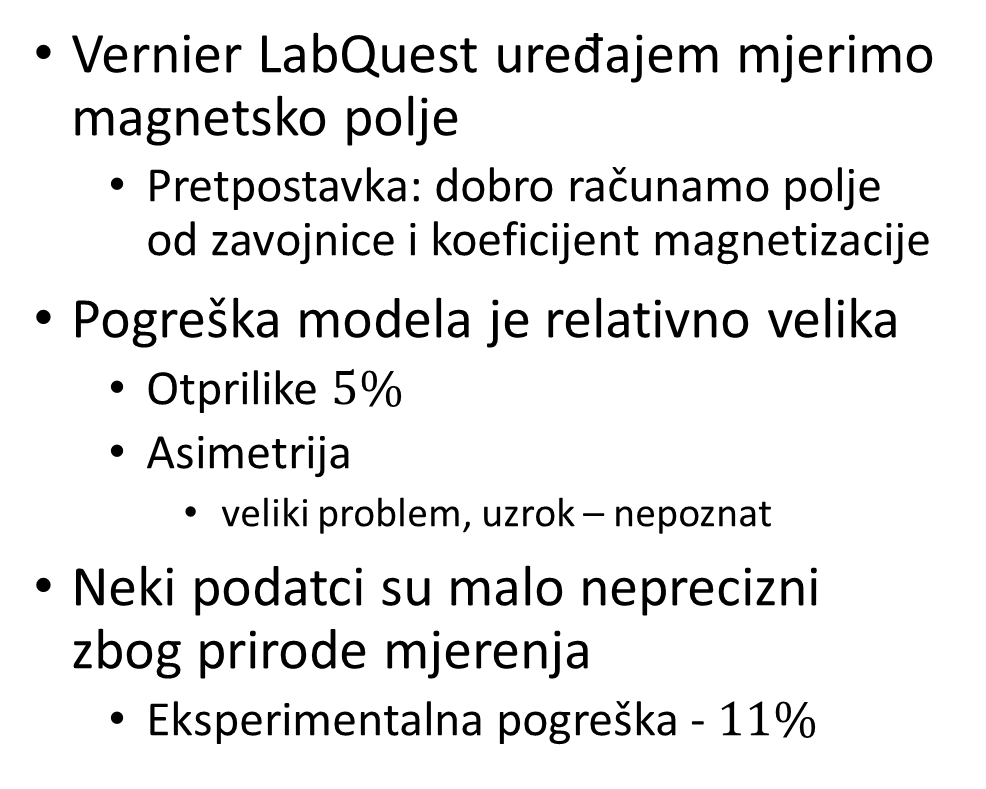 • Vernier LabQuest uređajem mjerimo
magnetsko polje
• Pretpostavka: dobro računamo polje
od zavojnice i koeficijent magnetizacije
• Pogreška modela je relativno velika
• Otprilike 5%
• Asimetrija
• veliki problem, uzrok – nepoznat
• Neki podatci su malo neprecizni
zbog prirode mjerenja
• Eksperimentalna pogreška - 11%